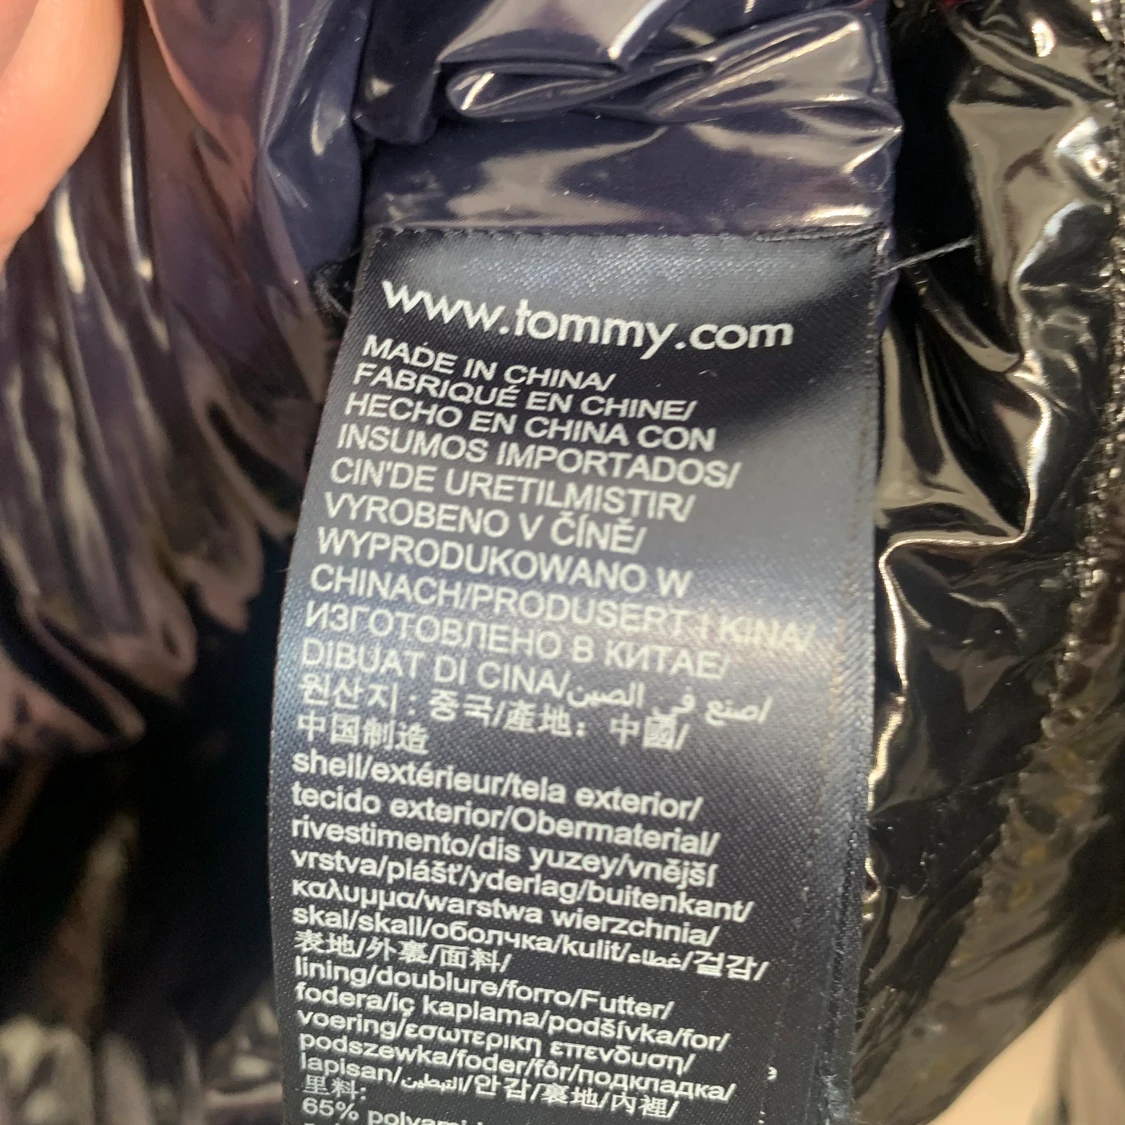 www.tommy.com
MADE IN CHINA/
FABRIQUÉ EN CHINE/
HECHO EN CHINA CON
INSUMOS IMPORTADOS/
CIN'DE URETILMISTIR/
VYROBENO V ČÍNĚ/
WYPRODUKOWANO W
CHINACH/PRODUSERT I KINA/
ИЗГОТОВЛЕНО В КИТАЕ/
DIBUAT DI CINA/صنع في الصين/
원산지 : 중국/產地: 中國/
中国制造
shell/extérieur/tela exterior/
tecido exterior/Obermaterial/
rivestimento/dis yuzey/vnější
vrstva/plášť/yderlag/buitenkant/
καλυμμα/warstwa wierzchnia/
skal/skall/оболчка/kulit/غطاء/겉감/
表地/外裏/面料/
lining/doublure/forro/Futter/
fodera/iç kaplama/podšívka/for/
voering/εσωτερικη επενδυση/
podszewka/foder/fôr/подкладка/
lapisan/التبطين/안감/裏地/內裡/
里料:
65%